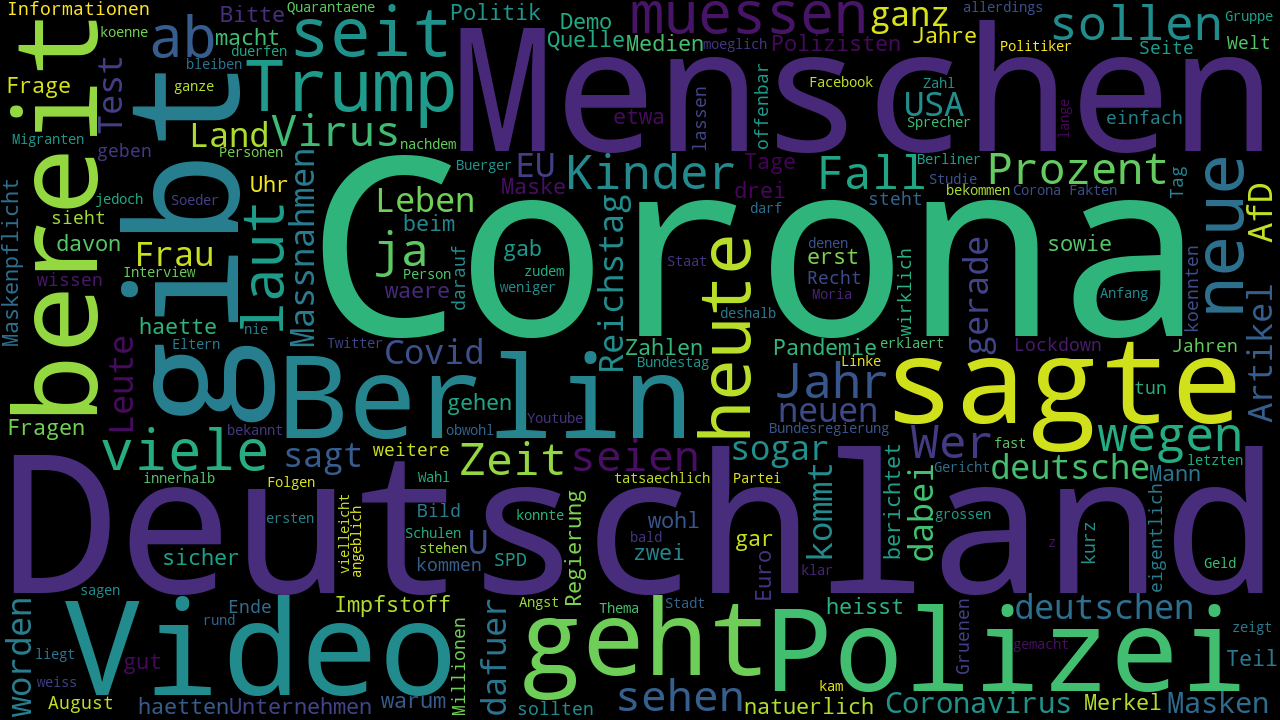 Informationen
koenne
Frage
Test
bereit
ab
Bitte
macht
duerfen
bleiben
ganze
Quarantaene
seit
Politik
Demo
Quelle
Medien
moeglich
muessen
Polizisten
ganz
Jahre
allerdings
Politiker
sollen
Seite
Gruppe
Welt
Trump
Menschen
Facebook
Zahl
USA
Sprecher
lange
einfach
etwa
lassen
offenbar
Migranten
geben
gibt
Land
Virus
Personen
nachdem
Buerger
EU
Maske
Kinder
Tage
drei
darf
Fall
steht
Berliner
Studie
bekommen
Corona Fakten
Prozent
Tag
neue
AfD
Maskenpflicht
jedoch
sieht
davon
wissen
Soeder
Uhr
Frau
Interview
laut
Massnahmen
Leben
beim
ja
Person
waere
darauf
gab
zudem
weniger
Corona
Reichstag
Staat
heute
deshalb
denen
erst
Recht
Moria
wirklich
gerade
sowie
Anfang
koennten
Artikel
haette
Eltern
nie
Leute
Twitter
Covid
Zahlen
Bundestag
Pandemie
erklaert
Linke
Lockdown
Jahren
Fragen
bekannt
Berlin
gehen
obwohl
Youtube
Jahr
neuen
Bundesregierung
sagte
tun
viele
sagt
weitere
Zeit
seien
sogar
Wer
wegen
fast
deutsche
Gericht
Mann
letzten
innerhalb
Folgen
Wahl
tatsaechlich
Partei
kommt
berichtet
dabei
Deutschland
ersten
vielleicht
angeblich
Bild
Schulen
stehen
kommen
U
SPD
konnte
Regierung
wohl
bald
zwei
gar
Euro
klar
grossen
z
kurz
eigentlich
Geld
sicher
sagen
worden
Video
Ende
rund
Impfstoff
Millionen
dafuer
Angst
Thema
Stadt
geht
Polizei
heisst
Gruenen
deutschen
gemacht
zeigt
Teil
liegt
weiss
gut
August
haetten
Unternehmen
warum
sollten
sehen
natuerlich
kam
Coronavirus
Merkel
Masken